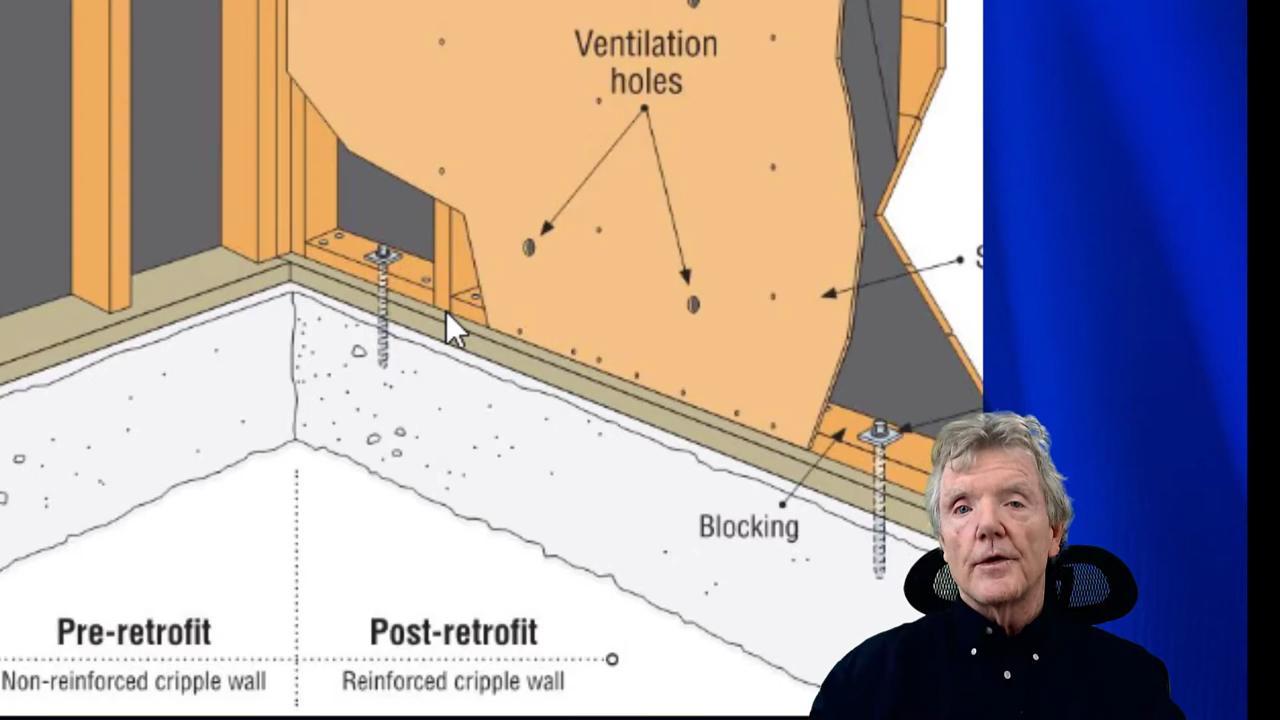 Ventilation
holes
S
Blocking
Pre-retrofit
Post-retrofit
Non-reinforced cripple wall
Reinforced cripple wall